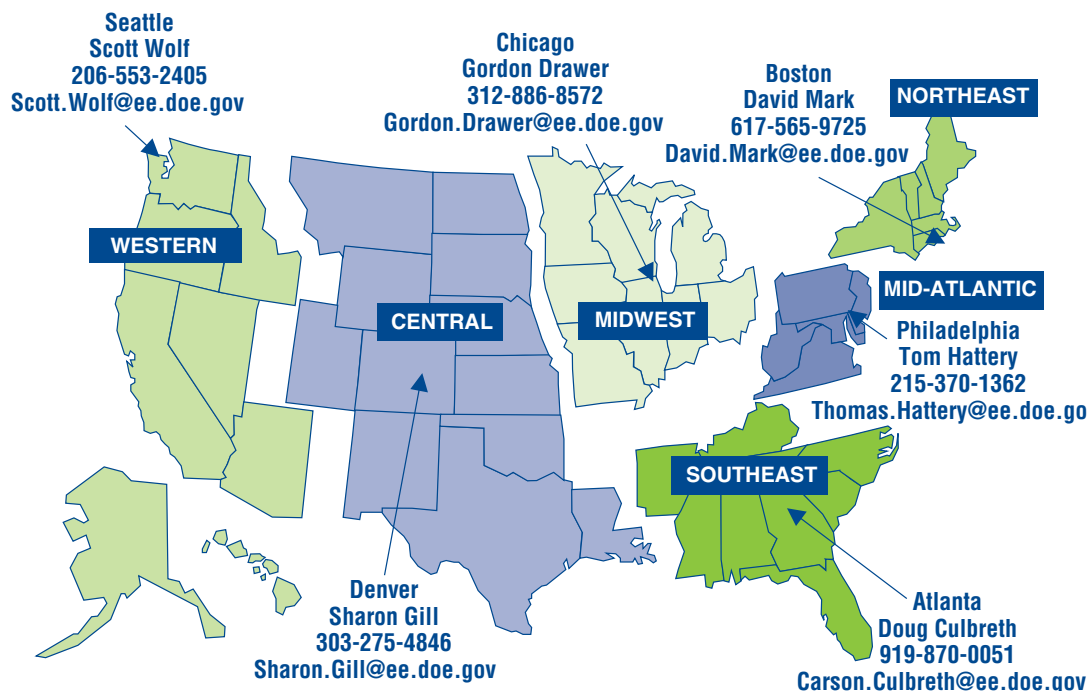 Seattle
Scott Wolf
206-553-2405
Scott.Wolf@ee.doe.gov
Chicago
Gordon Drawer
312-886-8572
Gordon.Drawer@ee.doe.gov
Boston
David Mark
617-565-9725
David.Mark@ee.doe.gov
NORTHEAST
WESTERN
CENTRAL
MIDWEST
MID-ATLANTIC
Philadelphia
Tom Hattery
215-370-1362
Thomas.Hattery@ee.doe.go
SOUTHEAST
Denver
Sharon Gill
303-275-4846
Sharon.Gill@ee.doe.gov
Atlanta
Doug Culbreth
919-870-0051
Carson.Culbreth@ee.doe.gov